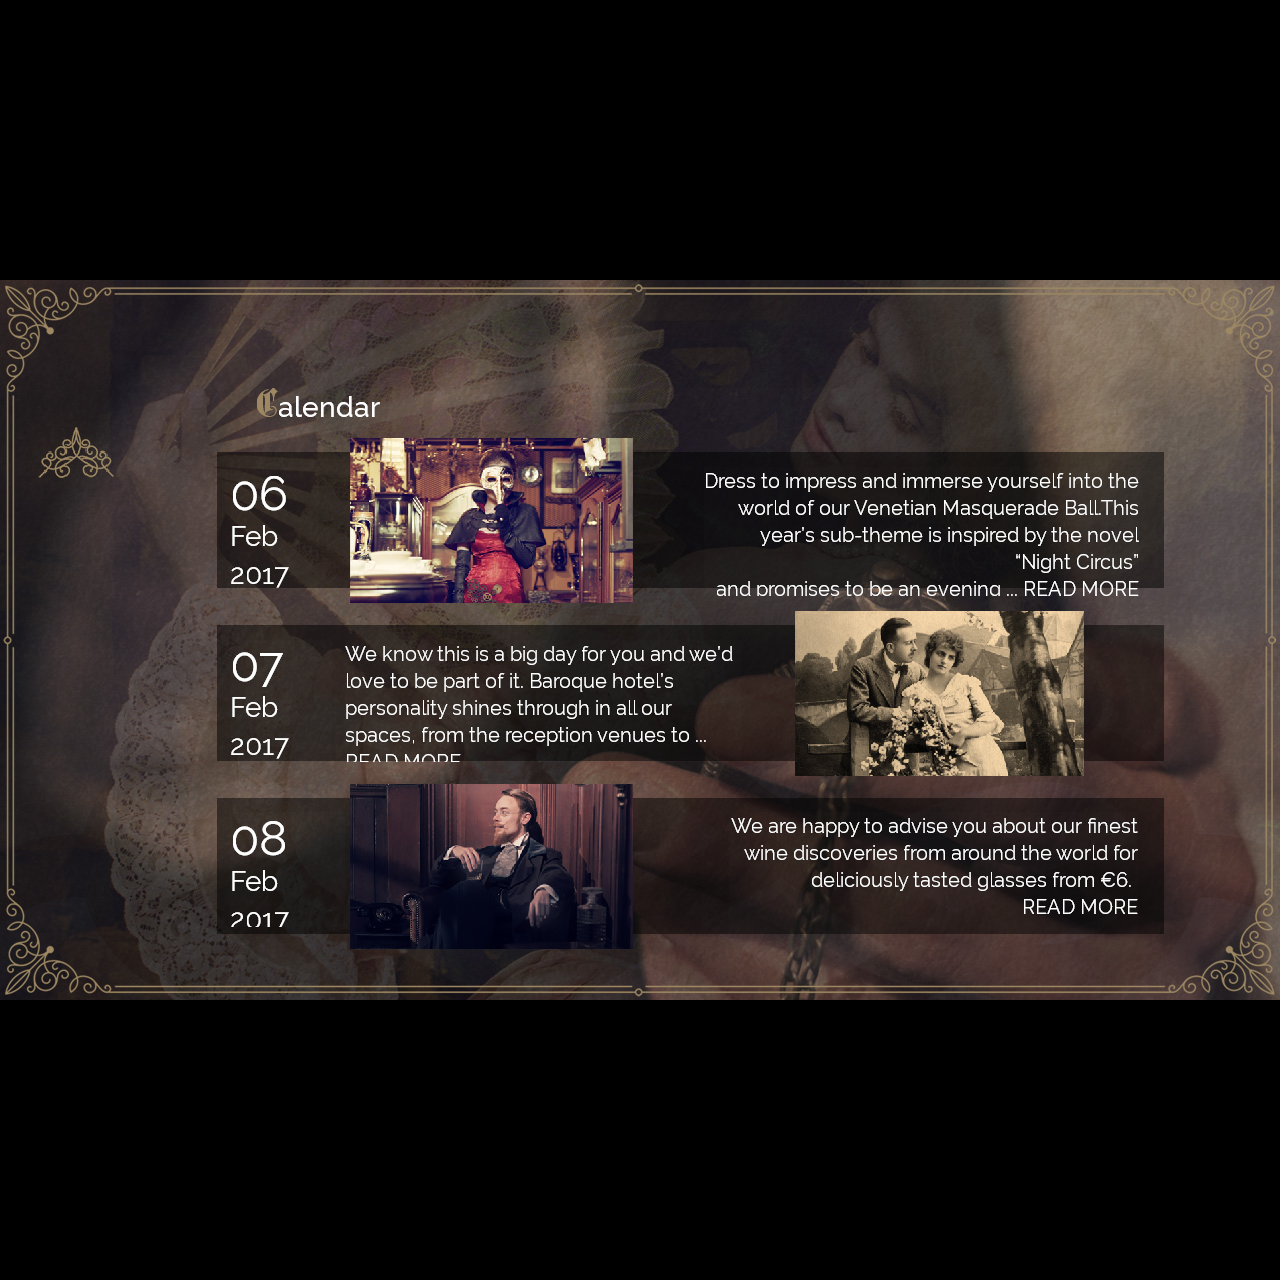 Calendar
06
Feb
2017
Dress to impress and immerse yourself into the
world of our Venetian Masquerade Ball.This
year's sub-theme is inspired by the novel
“Night Circus”
and promises to be an evening ... READ MORE
07
Feb
2017
We know this is a big day for you and we'd
love to be part of it. Baroque hotel's
personality shines through in all our
spaces, from the reception venues to ...
READ MORE
08
Feb
2017
We are happy to advise you about our finest
wine discoveries from around the world for
deliciously tasted glasses from €6.
READ MORE